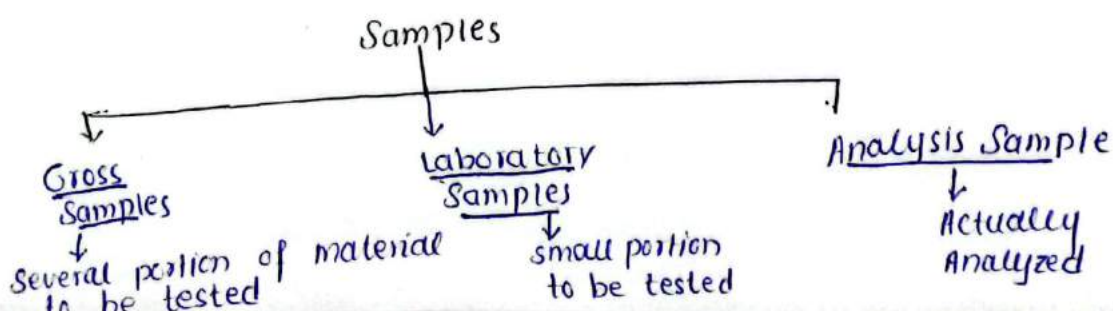 Samples
Gross
Samples
several portion of material
to be tested
Laboratory
Samples
small portion
to be tested
Analysis Sample
Actually
Analyzed